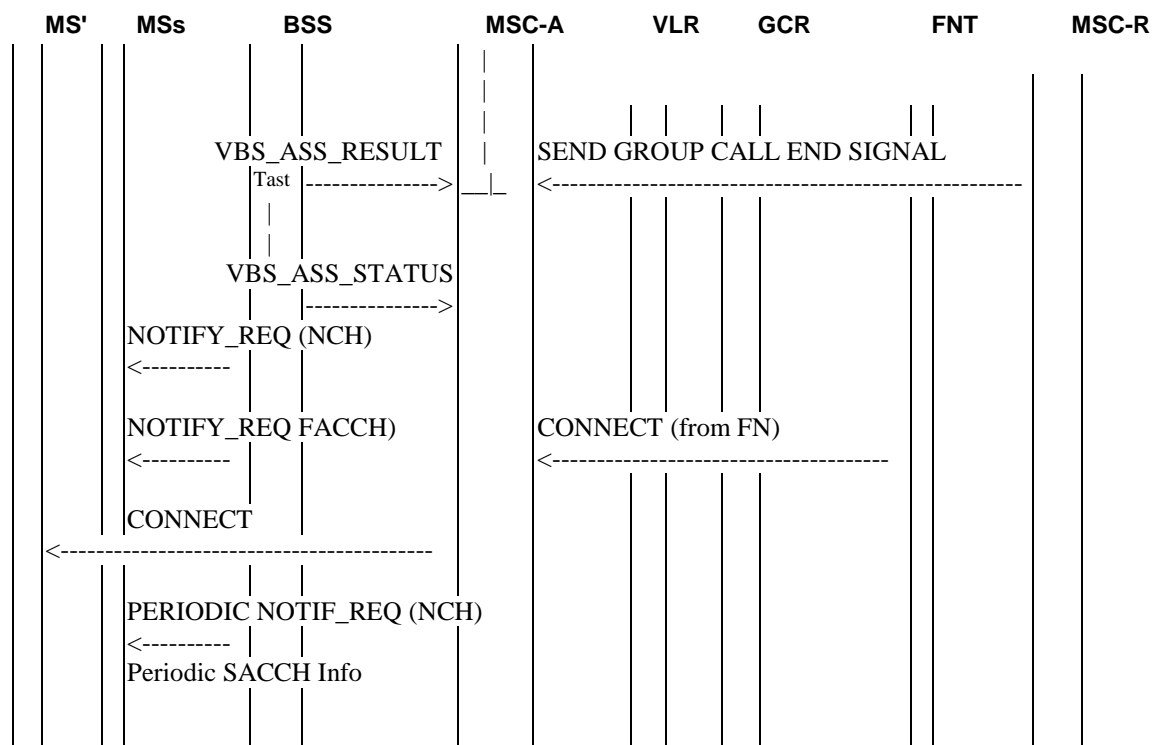 MS' MSs BSS MSC-A VLR GCR FNT MSC-R
VBS_ASS_RESULT SEND GROUP CALL END SIGNAL
Tast
VBS_ASS_STATUS
NOTIFY_REQ (NCH)
NOTIFY_REQ FACCH) CONNECT (from FN)
CONNECT
PERIODIC NOTIF_REQ (NCH)
Periodic SACCH Info